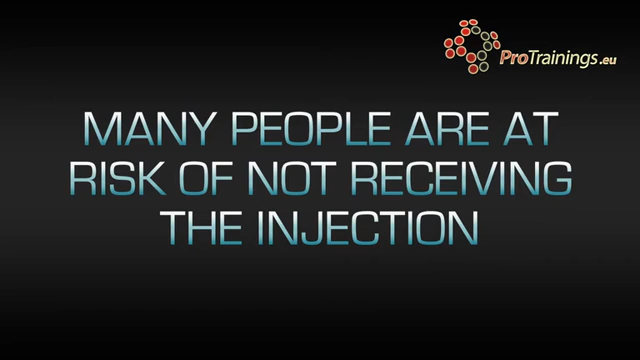 ProTrainings.eu
MANY PEOPLE ARE AT
RISK OF NOT RECEIVING
THE INJECTION